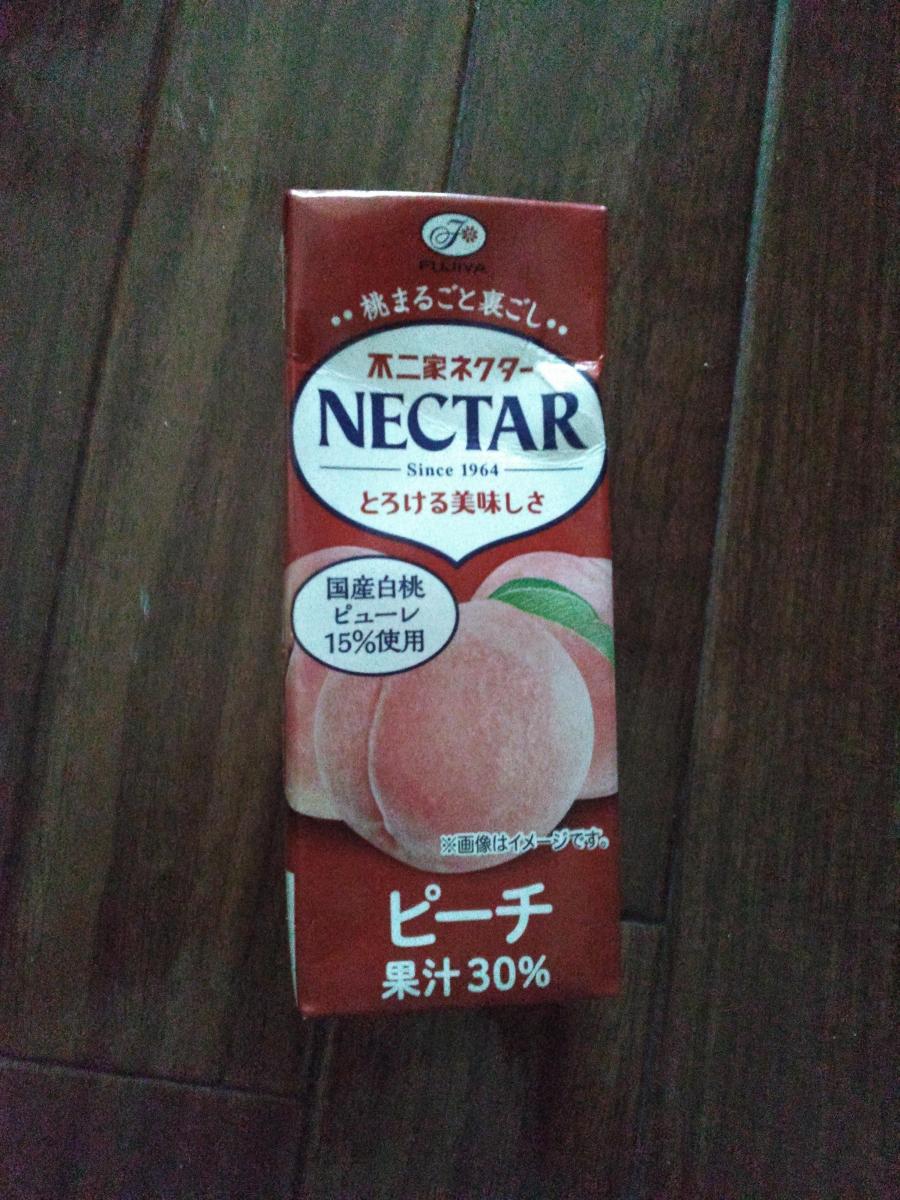 FUJIYA
桃まるごと裏ごし
不二家ネクター
NECTAR
Since 1964
とろける美味しさ
国産白桃
ピューレ
15%使用
※画像はイメージです。
ピーチ
果汁30%